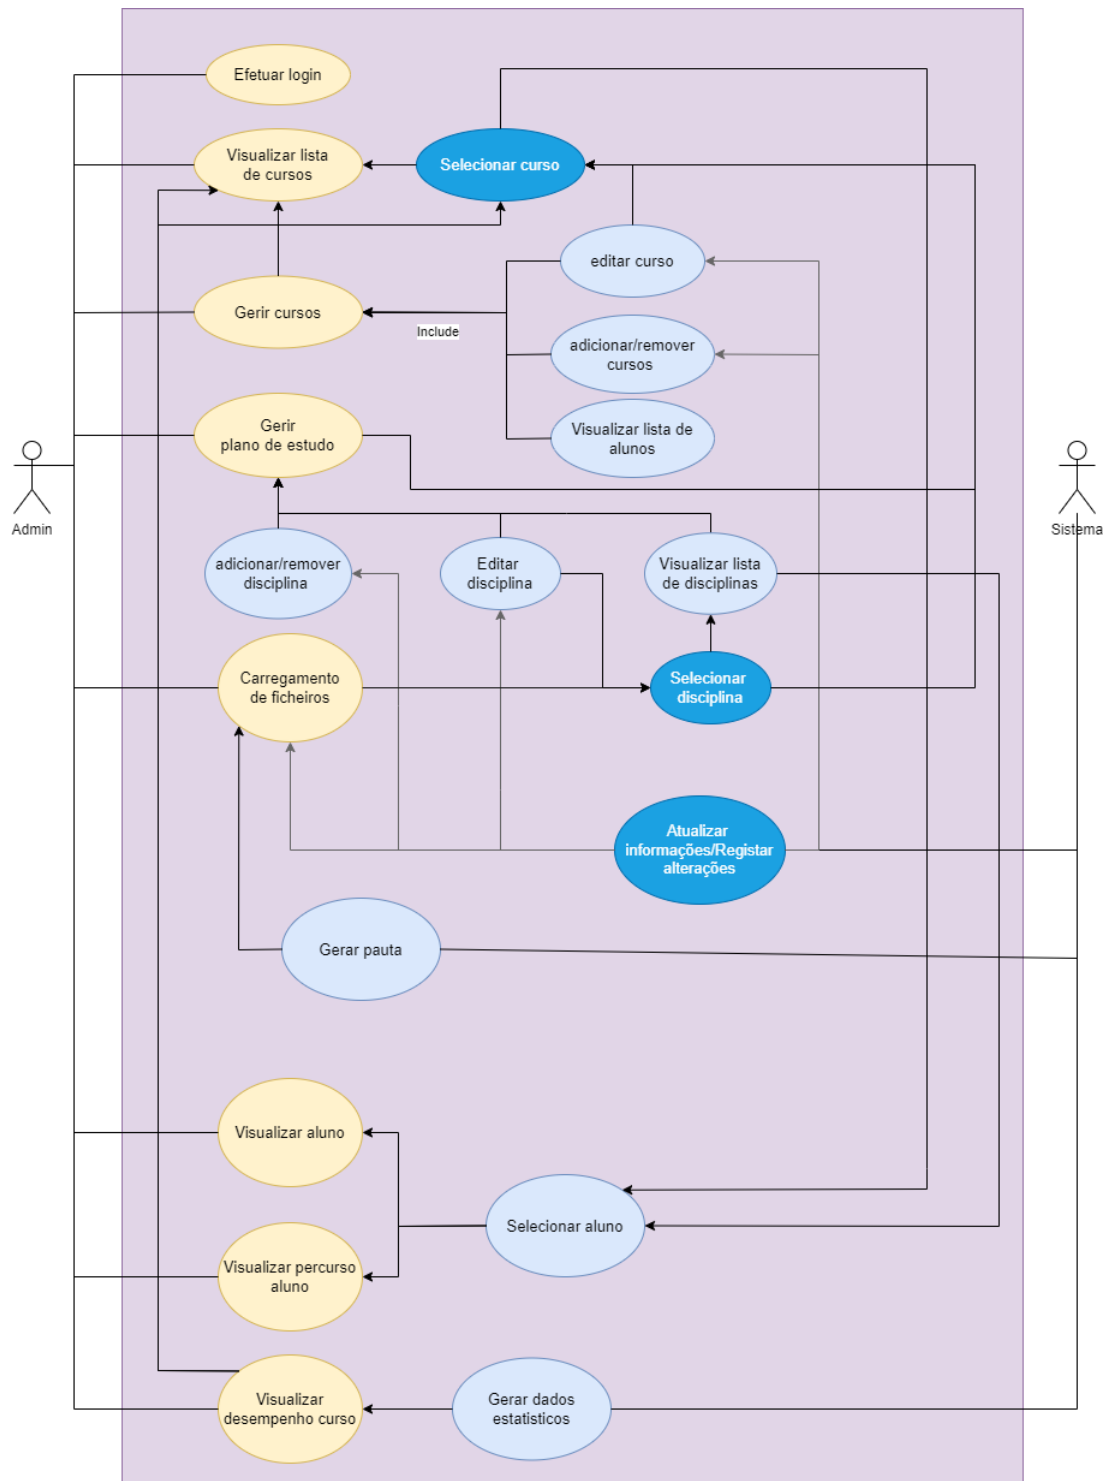 Efetuar login
Visualizar lista
de cursos
Selecionar curso
editar curso
Gerir cursos
Include
adicionar/remover
cursos
Gerir
plano de estudo
Visualizar lista de
alunos
Admin
Sistema
adicionar/remover
disciplina
Editar
disciplina
Visualizar lista
de disciplinas
Carregamento
de ficheiros
Selecionar
disciplina
Atualizar
informações/Registar
alterações
Gerar pauta
Visualizar aluno
Selecionar aluno
Visualizar percurso
aluno
Visualizar
desempenho curso
Gerar dados
estatisticos